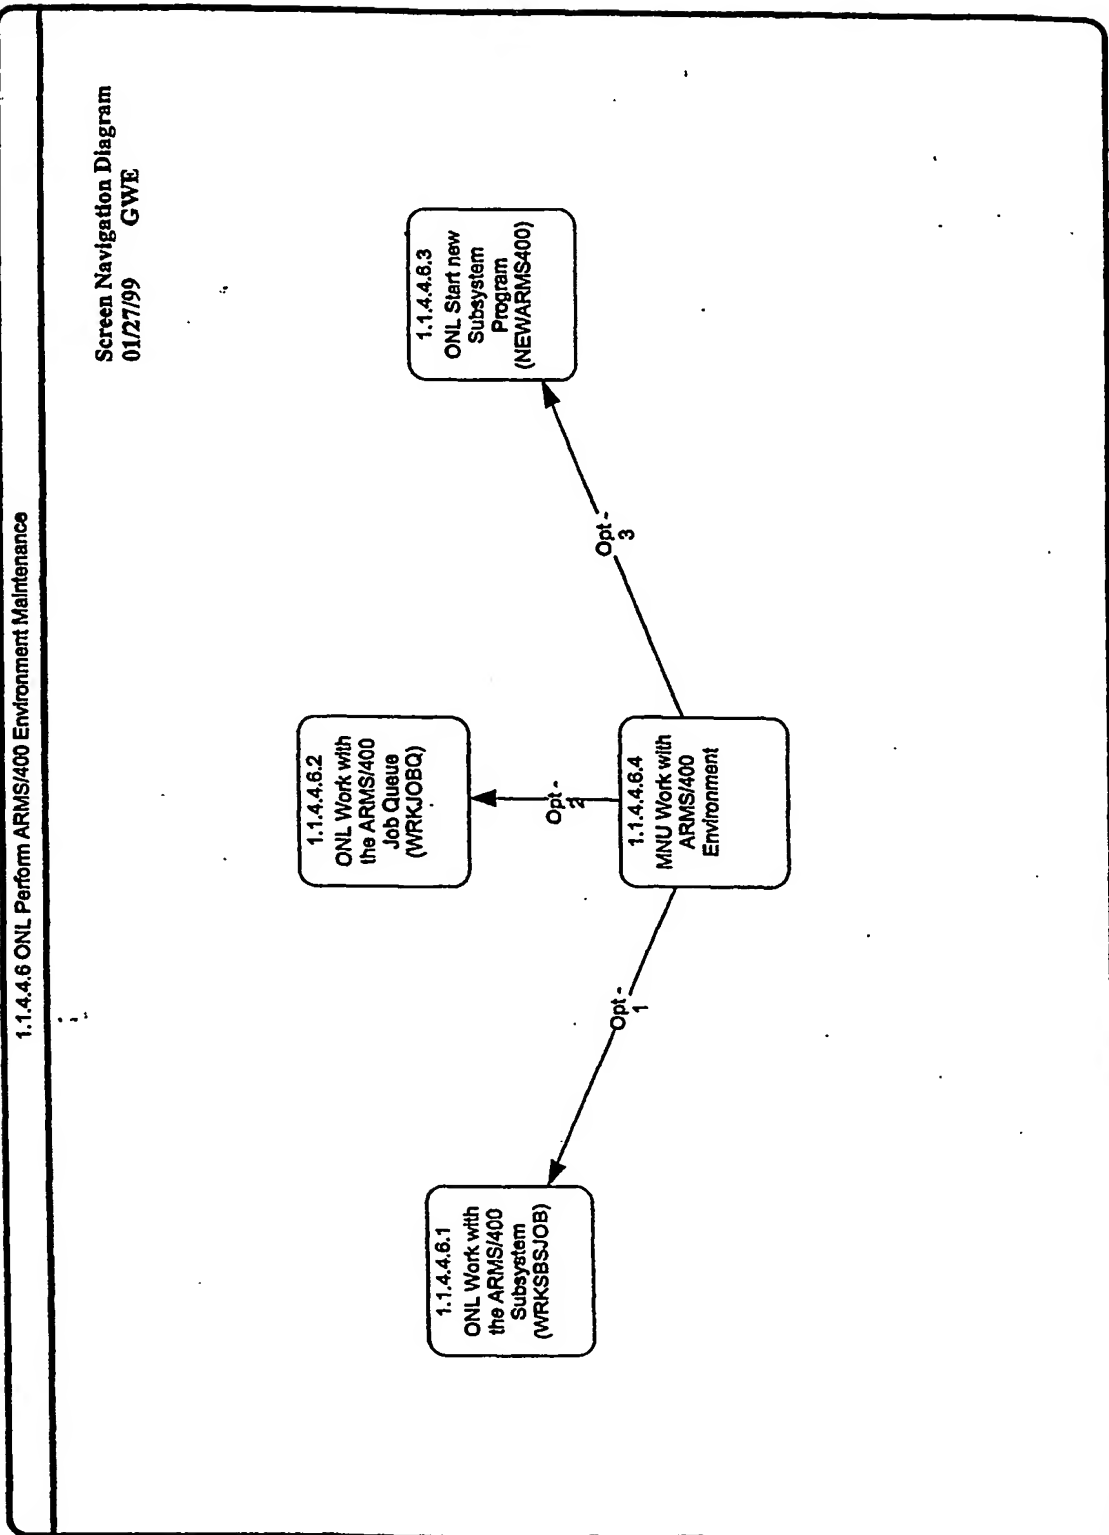 1.1.4.4.6 ONL Perform ARMS/400 Environment Maintenance
Screen Navigation Diagram
01/27/99 GWE
1.1.4.4.6.2
ONL Work with
the ARMS/400
Job Queue
(WRKJOBQ)
1.1.4.4.6.1
ONL Work with
the ARMS/400
Subsystem
(WRKSBSJOB)
1.1.4.4.6.3
ONL Start new
Subsystem
Program
(NEWARMS400)
Opt -
1
Opt -
2
Opt -
3
1.1.4.4.6.4
MNU Work with
ARMS/400
Environment